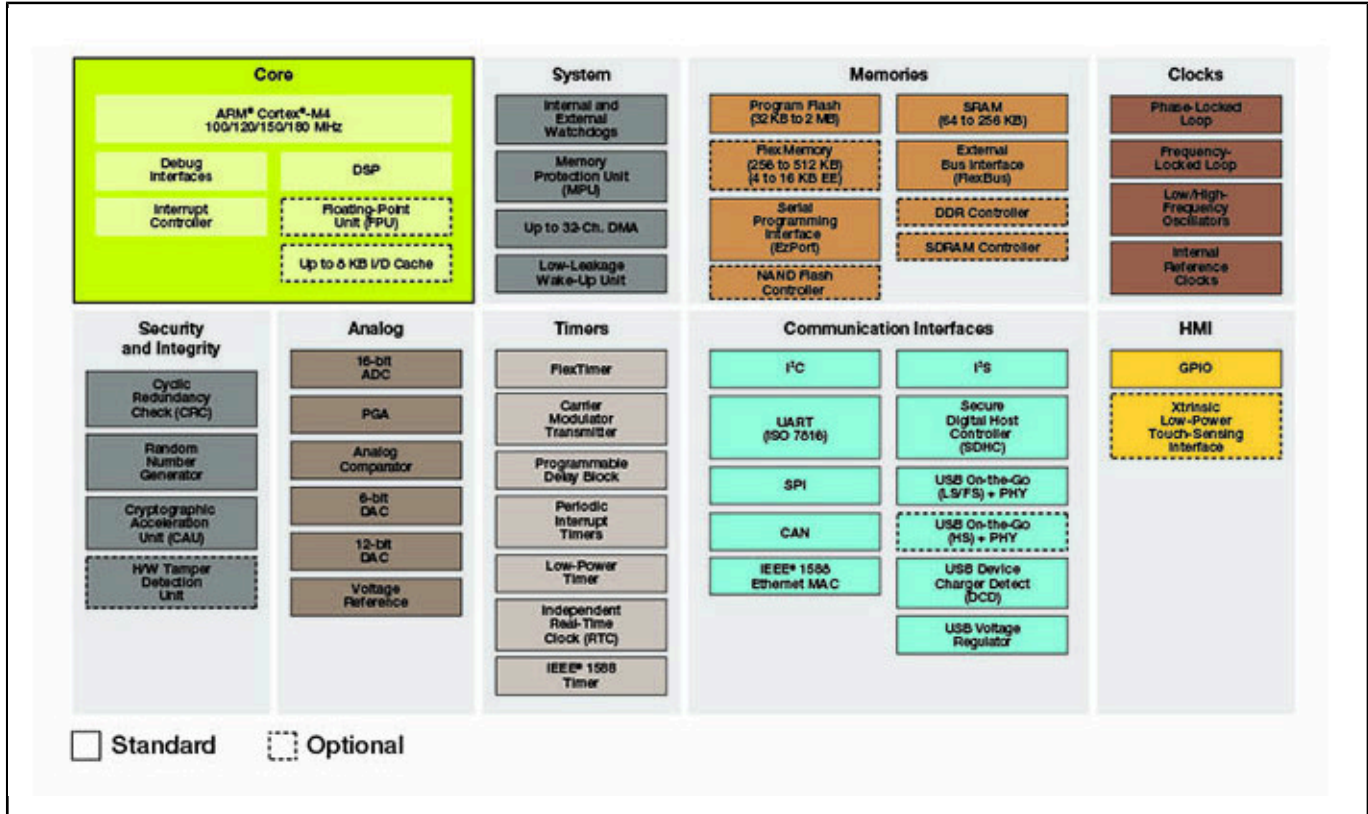 Core
ARM® Cortex®-M4
100/120/150/180 MHz
Debug
Interfaces
DSP
Interrupt
Controller
Floating-Point
Unit (FPU)
Up to 8 KB I/D Cache
System
Internal and
External
Watchdogs
Memory
Protection Unit
(MPU)
Up to 32-Ch. DMA
Low-Leakage
Wake-Up Unit
Memories
Program Flash
(32 KB to 2 MB)
FlexMemory
(256 to 512 KB)
(4 to 16 KB EE)
Serial
Programming
Interface
(EzPort)
NAND Flash
Controller
SRAM
(64 to 256 KB)
External
Bus Interface
(FlexBus)
DDR Controller
SDRAM Controller
Clocks
Phase-Locked
Loop
Frequency-
Locked Loop
Low/High-
Frequency
Oscillators
Internal
Reference
Clocks
Security
and Integrity
Cyclic
Redundancy
Check (CRC)
Random
Number
Generator
Cryptographic
Acceleration
Unit (CAU)
H/W Tamper
Detection
Unit
Analog
16-bit
ADC
PGA
Analog
Comparator
6-bit
DAC
12-bit
DAC
Voltage
Reference
Timers
FlexTimer
Carrier
Modulator
Transmitter
Programmable
Delay Block
Periodic
Interrupt
Timers
Low-Power
Timer
Independent
Real-Time
Clock (RTC)
IEEE® 1588
Timer
Communication Interfaces
I²C
UART
(ISO 7816)
SPI
CAN
IEEE® 1588
Ethernet MAC
I²S
Secure
Digital Host
Controller
(SDHC)
USB On-the-Go
(LS/FS) + PHY
USB On-the-Go
(HS) + PHY
USB Device
Charger Detect
(DCD)
USB Voltage
Regulator
HMI
GPIO
Xtrinsic
Low-Power
Touch-Sensing
Interface
Standard
Optional